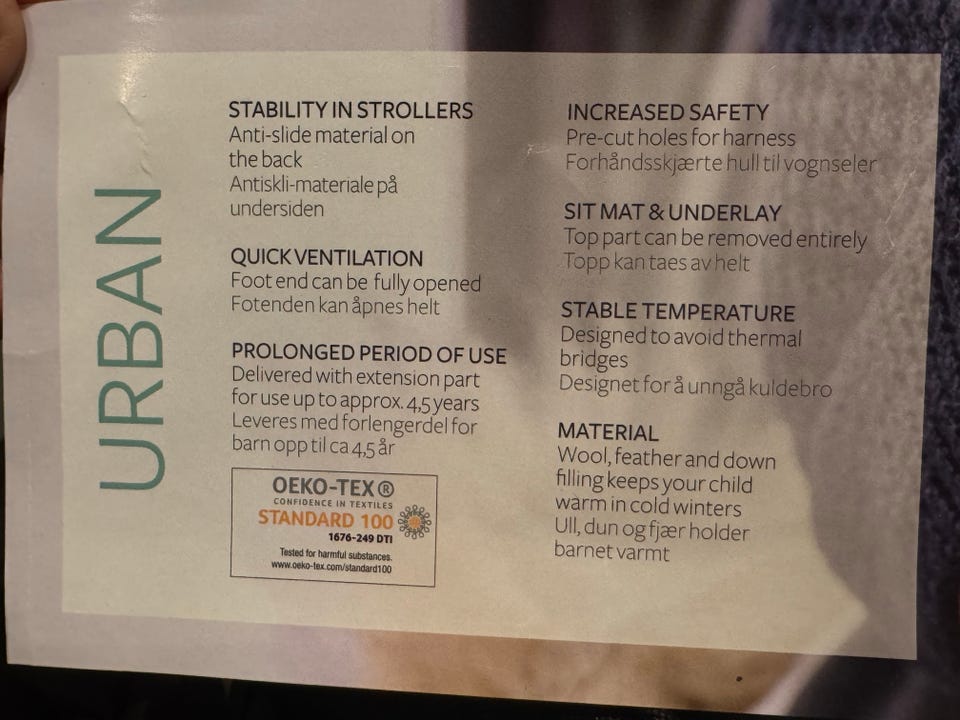 URBAN
STABILITY IN STROLLERS
Anti-slide material on
the back
Antiskli-materiale på
undersiden
QUICK VENTILATION
Foot end can be fully opened
Fotenden kan åpnes helt
PROLONGED PERIOD OF USE
Delivered with extension part
for use up to approx. 4,5 years
Leveres med forlengerdel for
barn opp til ca 4,5 år
OEKO-TEX®
CONFIDENCE IN TEXTILES
STANDARD 100
1676-249 DTI
Tested for harmful substances.
www.oeko-tex.com/standard100
INCREASED SAFETY
Pre-cut holes for harness
Forhåndsskjærte hull til vognseler
SIT MAT & UNDERLAY
Top part can be removed entirely
Topp kan taes av helt
STABLE TEMPERATURE
Designed to avoid thermal
bridges
Designet for å unngå kuldebro
MATERIAL
Wool, feather and down
filling keeps your child
warm in cold winters
Ull, dun og fjær holder
barnet varmt